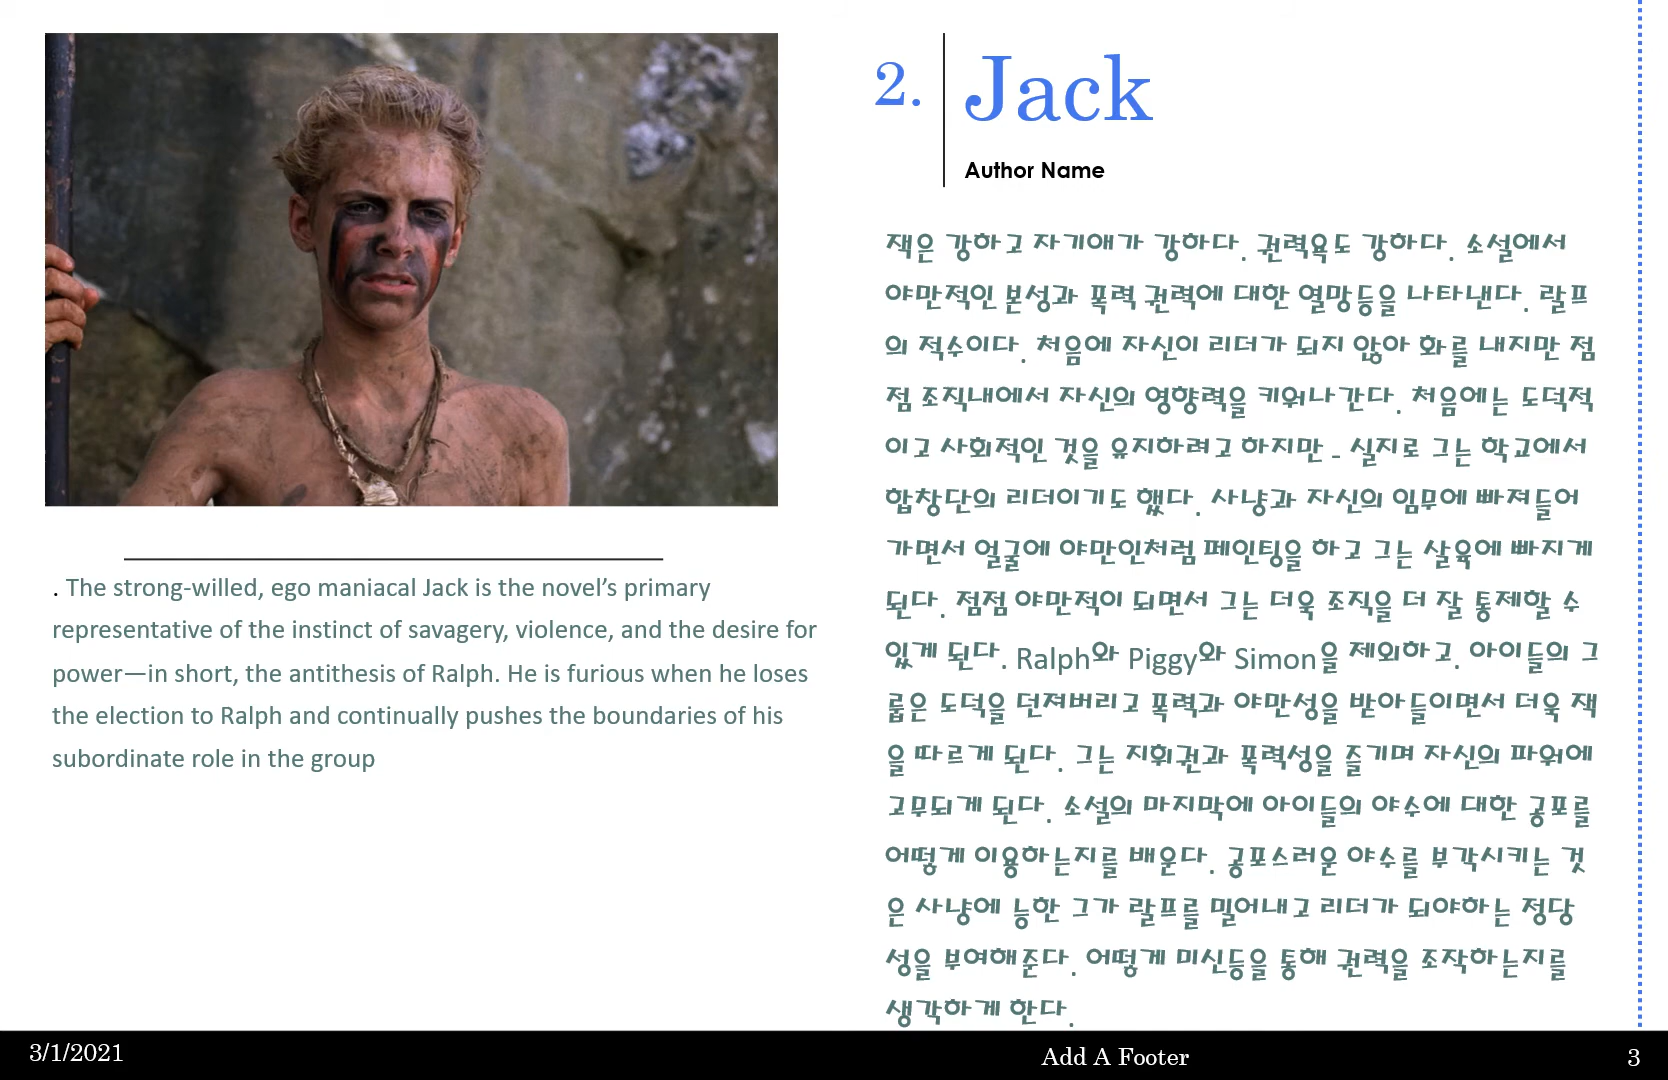 . The strong-willed, ego maniacal Jack is the novel’s primary
representative of the instinct of savagery, violence, and the desire for
power—in short, the antithesis of Ralph. He is furious when he loses
the election to Ralph and continually pushes the boundaries of his
subordinate role in the group
2.
Jack
Author Name
잭은 강하고 자기애가 강하다. 권력욕도 강하다. 소설에서
야만적인 본성과 폭력 권력에 대한 열망등을 나타낸다. 랄프
의 적수이다. 처음에 자신이 리더가 되지 않아 화를 내지만 점
점 조직내에서 자신의 영향력을 키워나간다. 처음에는 도덕적
이고 사회적인 것을 유지하려고 하지만 - 실지로 그는 학교에서
합창단의 리더이기도 했다. 사냥과 자신의 임무에 빠져들어
가면서 얼굴에 야만인처럼 페인팅을 하고 그는 살육에 빠지게
된다. 점점 야만적이 되면서 그는 더욱 조직을 더 잘 통제할 수
있게 된다. Ralph와 Piggy와 Simon을 제외하고. 아이들의 그
룹은 도덕을 던져버리고 폭력과 야만성을 받아들이면서 더욱 잭
을 따르게 된다. 그는 지휘권과 폭력성을 즐기며 자신의 파워에
고무되게 된다. 소설의 마지막에 아이들의 야수에 대한 공포를
어떻게 이용하는지를 배운다. 공포스러운 야수를 부각시키는 것
은 사냥에 능한 그가 랄프를 밀어내고 리더가 되야하는 정당
성을 부여해준다. 어떻게 미신등을 통해 권력을 조작하는지를
생각하게 한다.
3/1/2021
Add A Footer
3